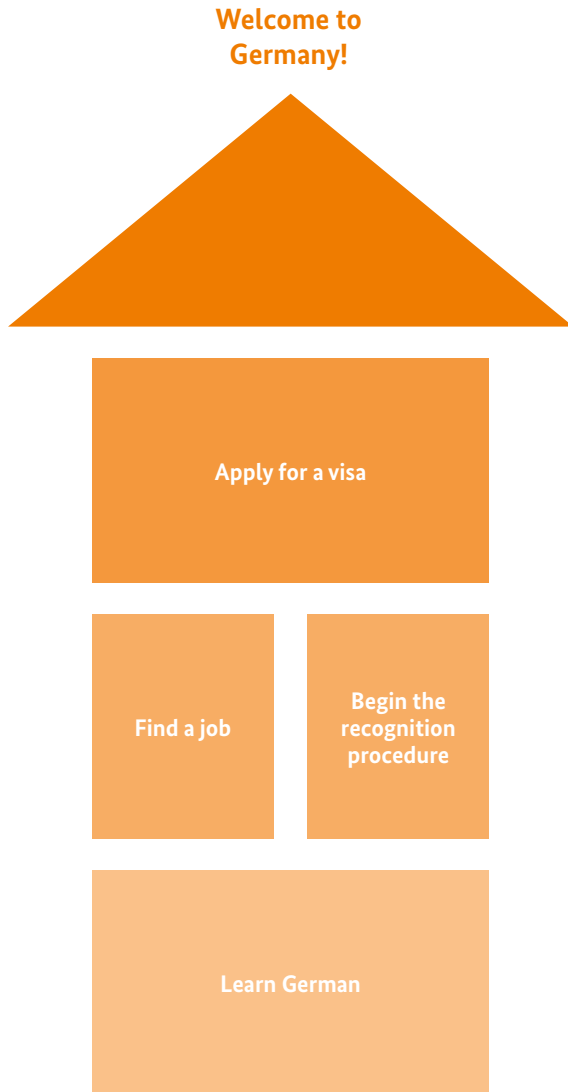 Welcome to
Germany!
Apply for a visa
Find a job
Begin the
recognition
procedure
Learn German